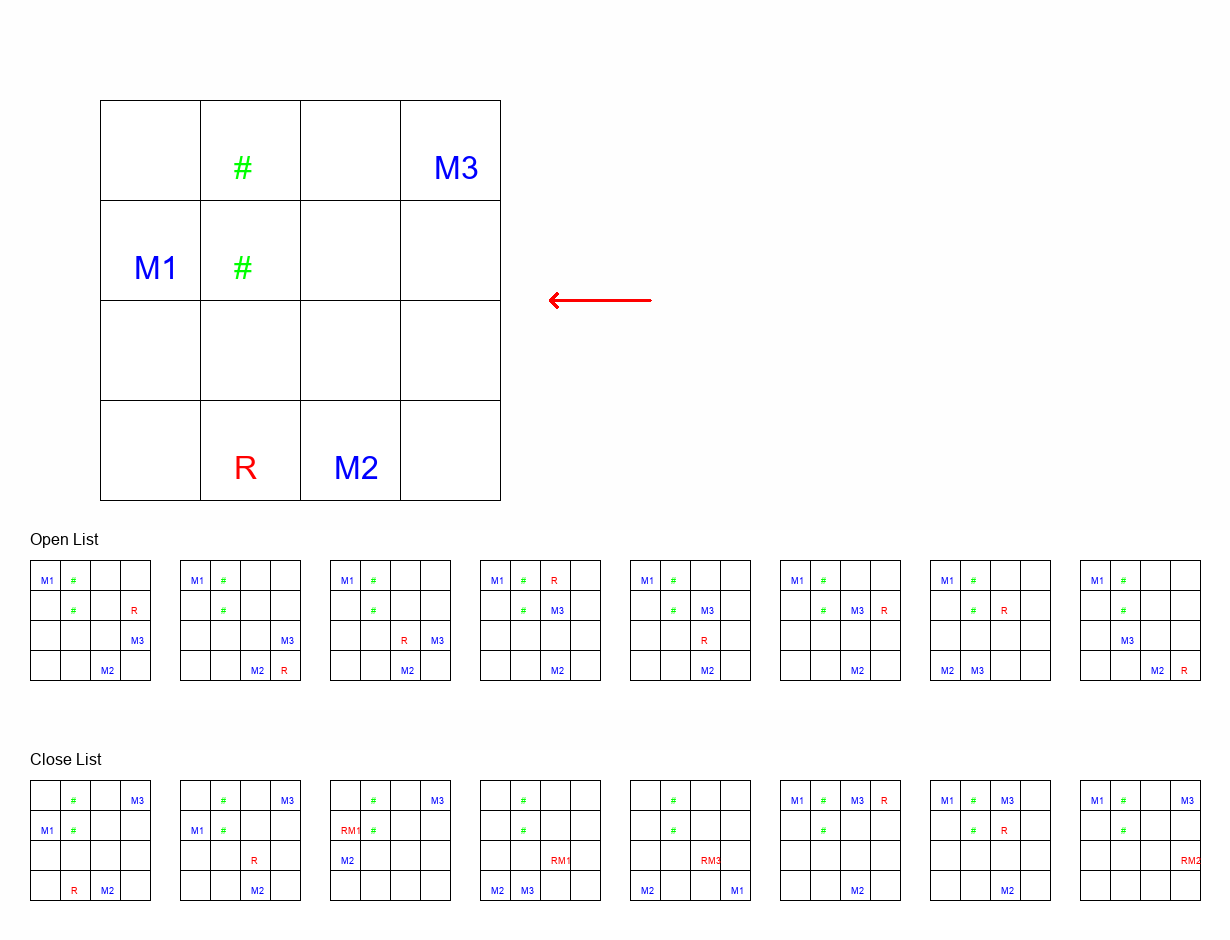 # M3
M1 #
R M2
Open List
M1 # M1 # M1 # M1 # R M1 # M1 # M1 # M1 #
# R # # # M3 # M3 # M3 R # R #
M3 M3 R M3 R M3
M2 M2 R M2 M2 M2 M2 M2 M3 M2 R
Close List
# M3 # M3 # M3 # # M1 # M3 R M1 # M3 M1 # M3
M1 # M1 # RM1 # # # # # R #
R M2 RM1 RM3 RM2
R M2 M2 M2 M3 M2 M1 M2 M2